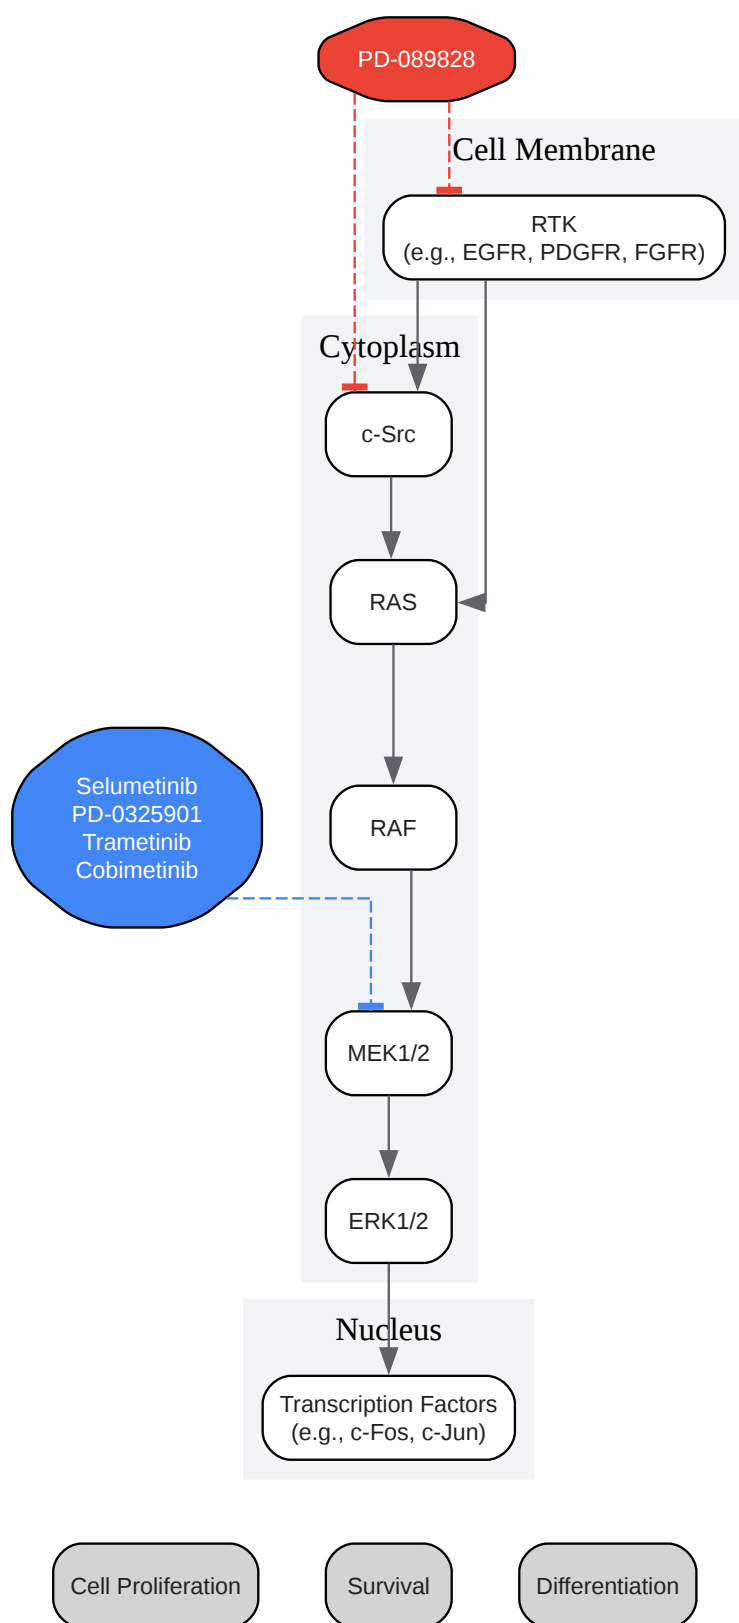 PD-089828
Cell Membrane
RTK
(e.g., EGFR, PDGFR, FGFR)
Cytoplasm
c-Src
RAS
Selumetinib
PD-0325901
Trametinib
Cobimetinib
RAF
MEK1/2
ERK1/2
Nucleus
Transcription Factors
(e.g., c-Fos, c-Jun)
Cell Proliferation
Survival
Differentiation